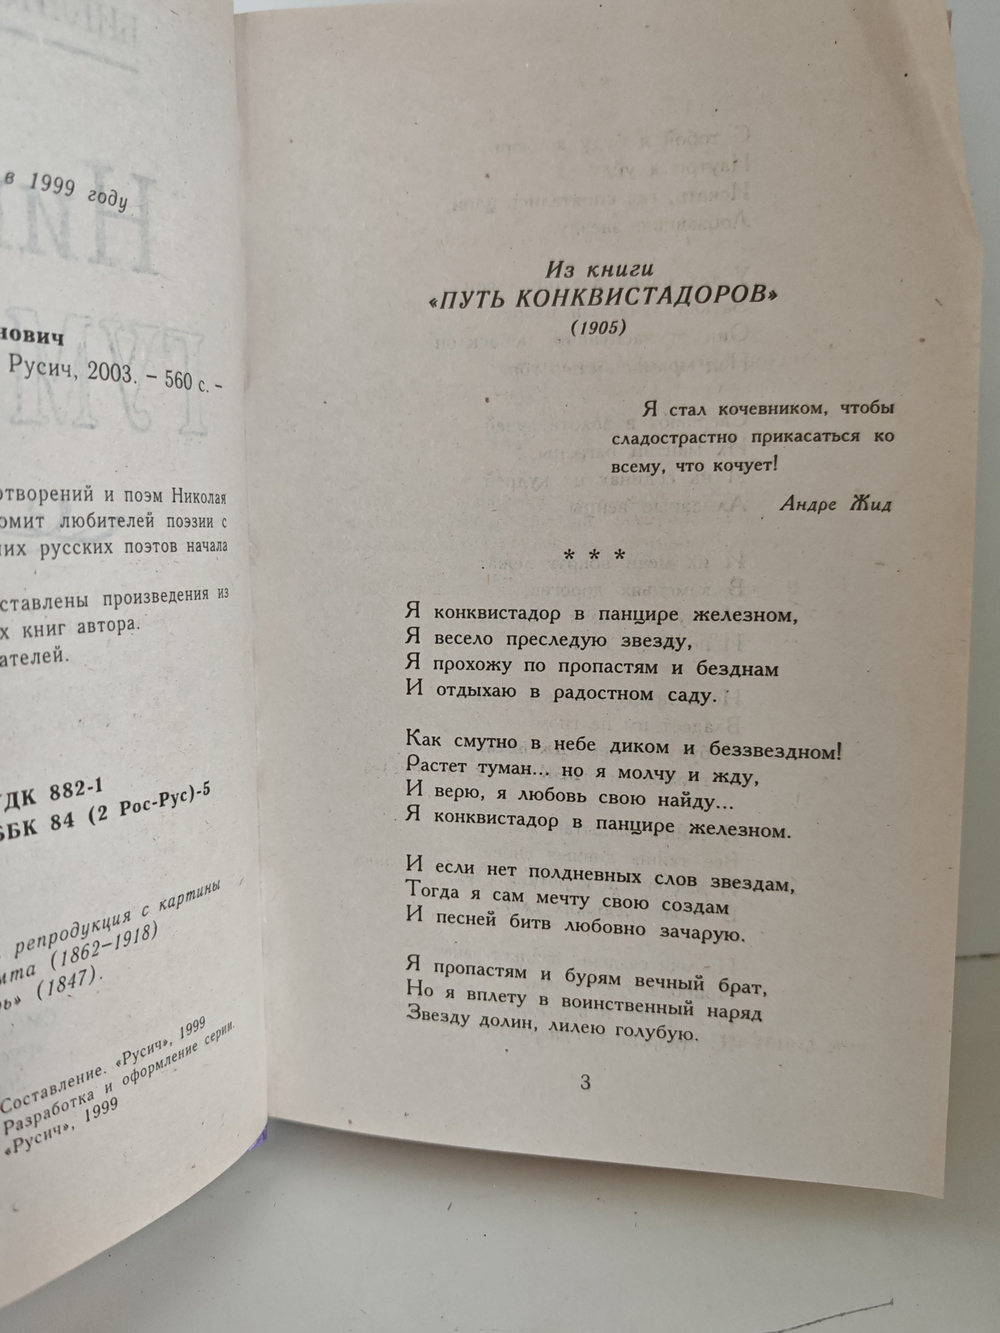 в 1999 году
нович
Русич, 2003. – 560 с. –
отворений и поэм Николая
омит любителей поэзии с
них русских поэтов начала
ставлены произведения из
х книг автора.
ателей.
УДК 882-1
ББК 84 (2 Рос-Рус)-5
репродукция с картины
(1862–1918)
(1847).
Составление. «Русич», 1999
Разработка и оформление серии.
«Русич», 1999
Из книги
«ПУТЬ КОНКВИСТАДОРОВ»
(1905)
Я стал кочевником, чтобы
сладострастно прикасаться ко
всему, что кочует!
Андре Жид
* * *
Я конквистадор в панцире железном,
Я весело преследую звезду,
Я прохожу по пропастям и безднам
И отдыхаю в радостном саду.
Как смутно в небе диком и беззвездном!
Растет туман... но я молчу и жду,
И верю, я любовь свою найду...
Я конквистадор в панцире железном.
И если нет полдневных слов звездам,
Тогда я сам мечту свою создам
И песней битв любовно зачарую.
Я пропастям и бурям вечный брат,
Но я вплету в воинственный наряд
Звезду долин, лилею голубую.
3